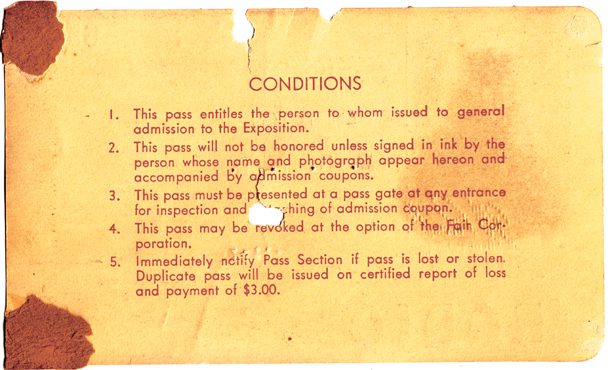 CONDITIONS
1. This pass entitles the person to whom issued to general
admission to the Exposition.
2. This pass will not be honored unless signed in ink by the
person whose name and photograph appear hereon and
accompanied by admission coupons.
3. This pass must be presented at a pass gate at any entrance
for inspection and hing of admission coupon.
4. This pass may be revoked at the option of the Fair Cor-
poration.
5. Immediately notify Pass Section if pass is lost or stolen.
Duplicate pass will be issued on certified report of loss
and payment of $3.00.